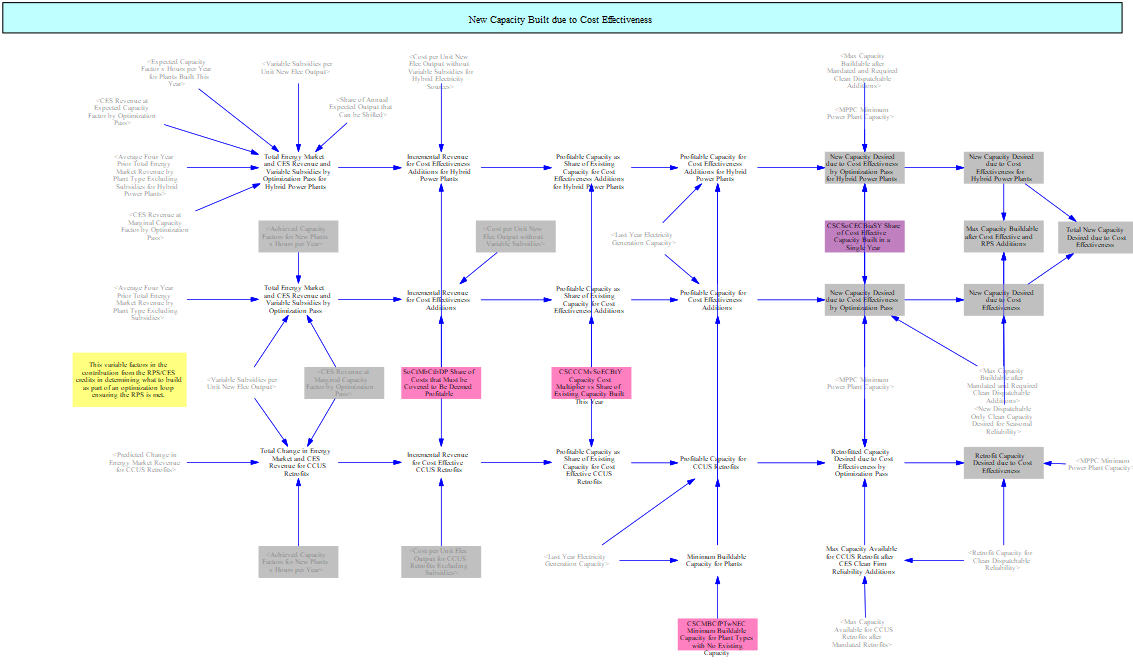 New Capacity Built due to Cost Effectiveness
<Expected Capacity
Factor x Hours per Year
for Plants Built This
Year>
<Variable Subsidies per
Unit New Elec Output>
<Cost per Unit New
Elec Output without
Variable Subsidies for
Hybrid Electricity
Sources>
<Max Capacity
Buildable after
Mandated and Required
Clean Dispatchable
Additions>
<CES Revenue at
Expected Capacity
Factor by Optimization
Pass>
<Share of Annual
Expected Output that
Can be Shifted>
<MPPC Minimum
Power Plant Capacity>
<Average Four Year
Prior Total Energy
Market Revenue by
Plant Type Excluding
Subsidies for Hybrid
Power Plants>
Total Energy Market
and CES Revenue and
Variable Subsidies by
Optimization Pass for
Hybrid Power Plants
Incremental Revenue
for Cost Effectiveness
Additions for Hybrid
Power Plants
Profitable Capacity as
Share of Existing
Capacity for Cost
Effectiveness Additions
for Hybrid Power Plants
Profitable Capacity for
Cost Effectiveness
Additions for Hybrid
Power Plants
New Capacity Desired
due to Cost Effectiveness
by Optimization Pass
for Hybrid Power Plants
New Capacity Desired
due to Cost
Effectiveness for
Hybrid Power Plants
<CES Revenue at
Marginal Capacity
Factor by Optimization
Pass>
<Achieved Capacity
Factors for New Plants
x Hours per Year>
<Cost per Unit New
Elec Output without
Variable Subsidies>
<Last Year Electricity
Generation Capacity>
CSCSoCECBiaSY Share
of Cost Effective
Capacity Built in a
Single Year
Max Capacity Buildable
after Cost Effective and
RPS Additions
Total New Capacity
Desired due to Cost
Effectiveness
<Average Four Year
Prior Total Energy
Market Revenue by
Plant Type Excluding
Subsidies>
Total Energy Market
and CES Revenue and
Variable Subsidies by
Optimization Pass
Incremental Revenue
for Cost Effectiveness
Additions
Profitable Capacity as
Share of Existing
Capacity for Cost
Effectiveness Additions
Profitable Capacity for
Cost Effectiveness
Additions
New Capacity Desired
due to Cost Effectiveness
by Optimization Pass
New Capacity Desired
due to Cost
Effectiveness
This variable factors in the
contribution from the RPS/CES
credits in determining what to build
as part of an optimization loop
ensuring the RPS is met.
<Variable Subsidies per
Unit New Elec Output>
<CES Revenue at
Marginal Capacity
Factor by Optimization
Pass>
SoCtMbCtbDP Share of
Costs that Must be
Covered to Be Deemed
Profitable
CSCCCMvSoECBtY
Capacity Cost
Multiplier vs Share of
Existing Capacity Built
This Year
<MPPC Minimum
Power Plant Capacity>
<Max Capacity
Buildable after
Mandated and Required
Clean Dispatchable
Additions>
<New Dispatchable
Only Clean Capacity
Desired for Seasonal
Reliability>
<Predicted Change in
Energy Market Revenue
for CCUS Retrofits>
Total Change in Energy
Market and CES
Revenue for CCUS
Retrofits
Incremental Revenue
for Cost Effective
CCUS Retrofits
Profitable Capacity as
Share of Existing
Capacity for Cost
Effective CCUS
Retrofits
Profitable Capacity for
CCUS Retrofits
Retrofitted Capacity
Desired due to Cost
Effectiveness by
Optimization Pass
Retrofit Capacity
Desired due to Cost
Effectiveness
<MPPC Minimum
Power Plant Capacity>
<Achieved Capacity
Factors for New Plants
x Hours per Year>
<Cost per Unit Elec
Output for CCUS
Retrofits Excluding
Subsidies>
<Last Year Electricity
Generation Capacity>
Minimum Buildable
Capacity for Plants
Max Capacity Available
for CCUS Retrofit after
CES Clean Firm
Reliability Additions
<Retrofit Capacity for
Clean Dispatchable
Reliability>
CSCMBCfPTwNEC
Minimum Buildable
Capacity for Plant Types
with No Existing
Capacity
<Max Capacity
Available for CCUS
Retrofits after
Mandated Retrofits>